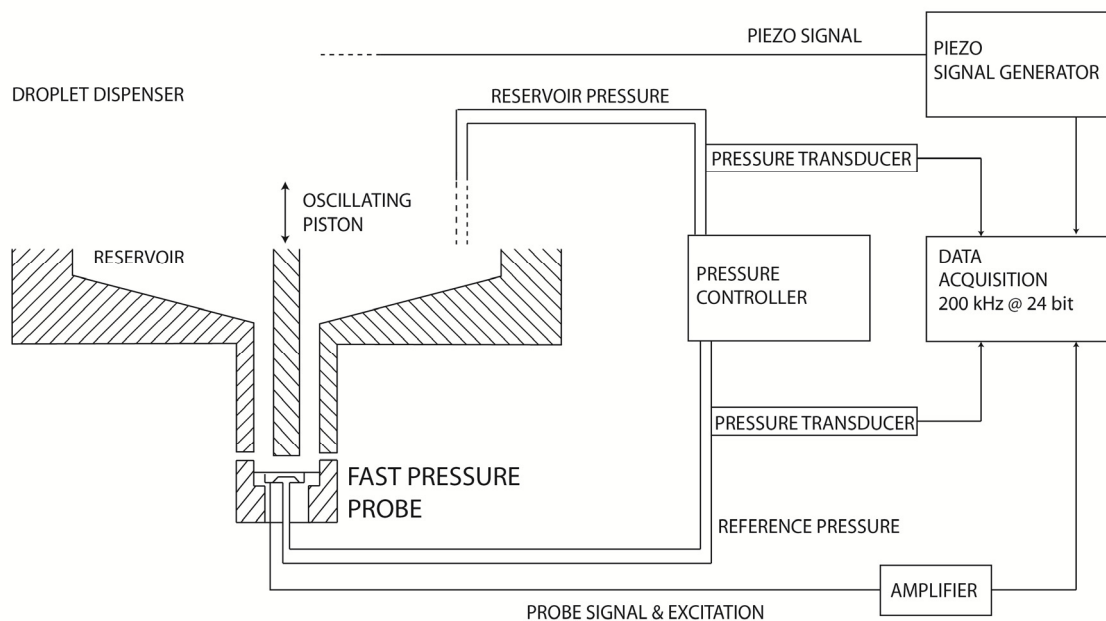 PIEZO SIGNAL
PIEZO
SIGNAL GENERATOR
DROPLET DISPENSER
RESERVOIR PRESSURE
PRESSURE TRANSDUCER
OSCILLATING
PISTON
RESERVOIR
PRESSURE
CONTROLLER
DATA
ACQUISITION
200 kHz @ 24 bit
PRESSURE TRANSDUCER
FAST PRESSURE
PROBE
REFERENCE PRESSURE
AMPLIFIER
PROBE SIGNAL & EXCITATION